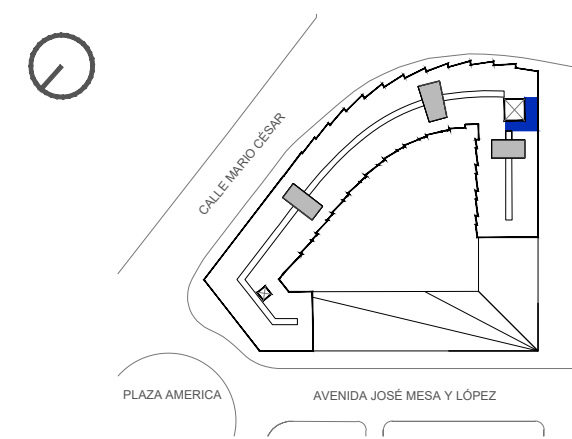 CALLE MARIO CÉSAR
PLAZA AMERICA
AVENIDA JOSÉ MESA Y LÓPEZ